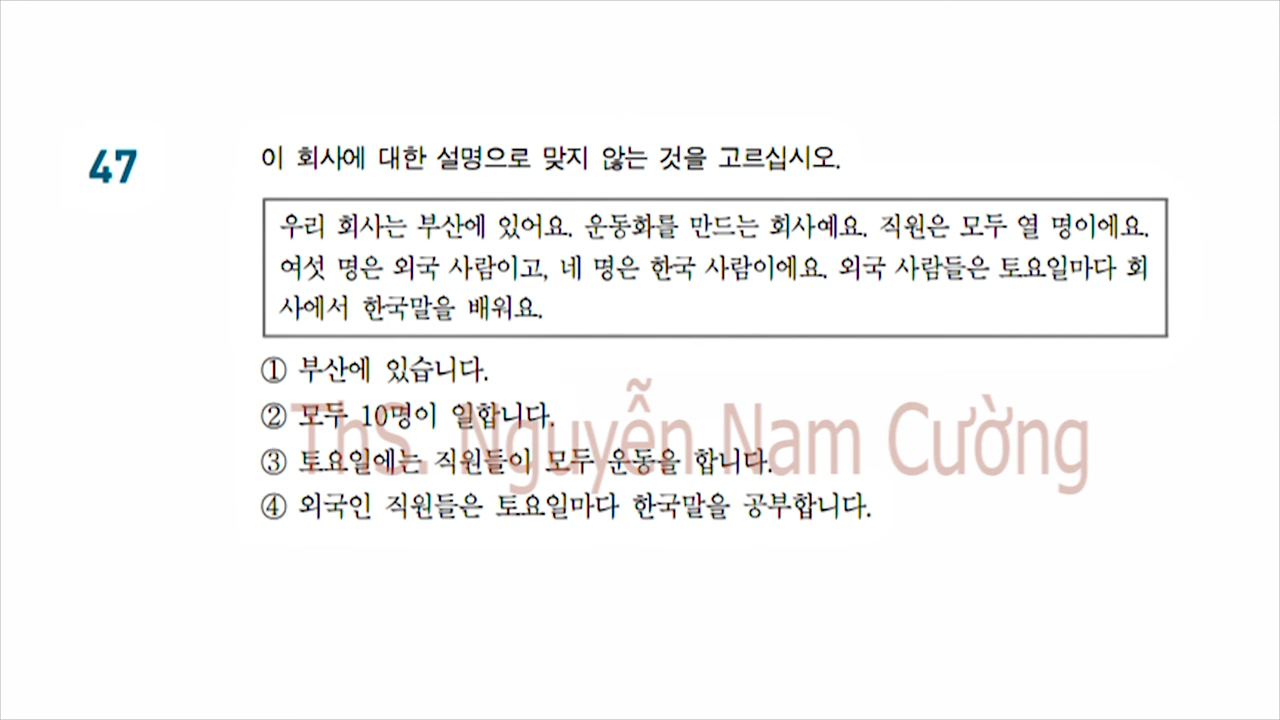 47
이 회사에 대한 설명으로 맞지 않는 것을 고르십시오.
우리 회사는 부산에 있어요. 운동화를 만드는 회사예요. 직원은 모두 열 명이에요.
여섯 명은 외국 사람이고, 네 명은 한국 사람이에요. 외국 사람들은 토요일마다 회
사에서 한국말을 배워요.
① 부산에 있습니다.
② 모두 10명이 일합니다.
ThS. Nguyễn Nam Cường
③ 토요일에는 직원들이 모두 운동을 합니다.
④ 외국인 직원들은 토요일마다 한국말을 공부합니다.